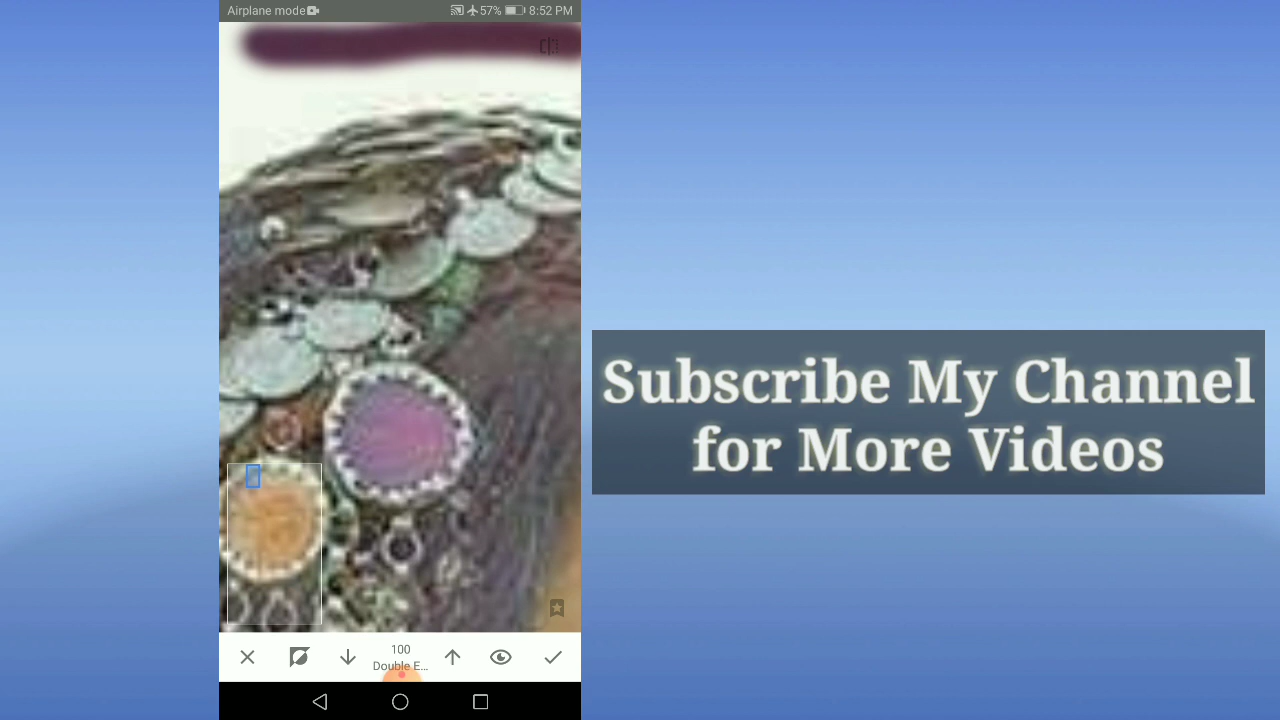 Airplane mode 57% 8:52 PM
Subscribe My Channel
for More Videos
100
Double E...